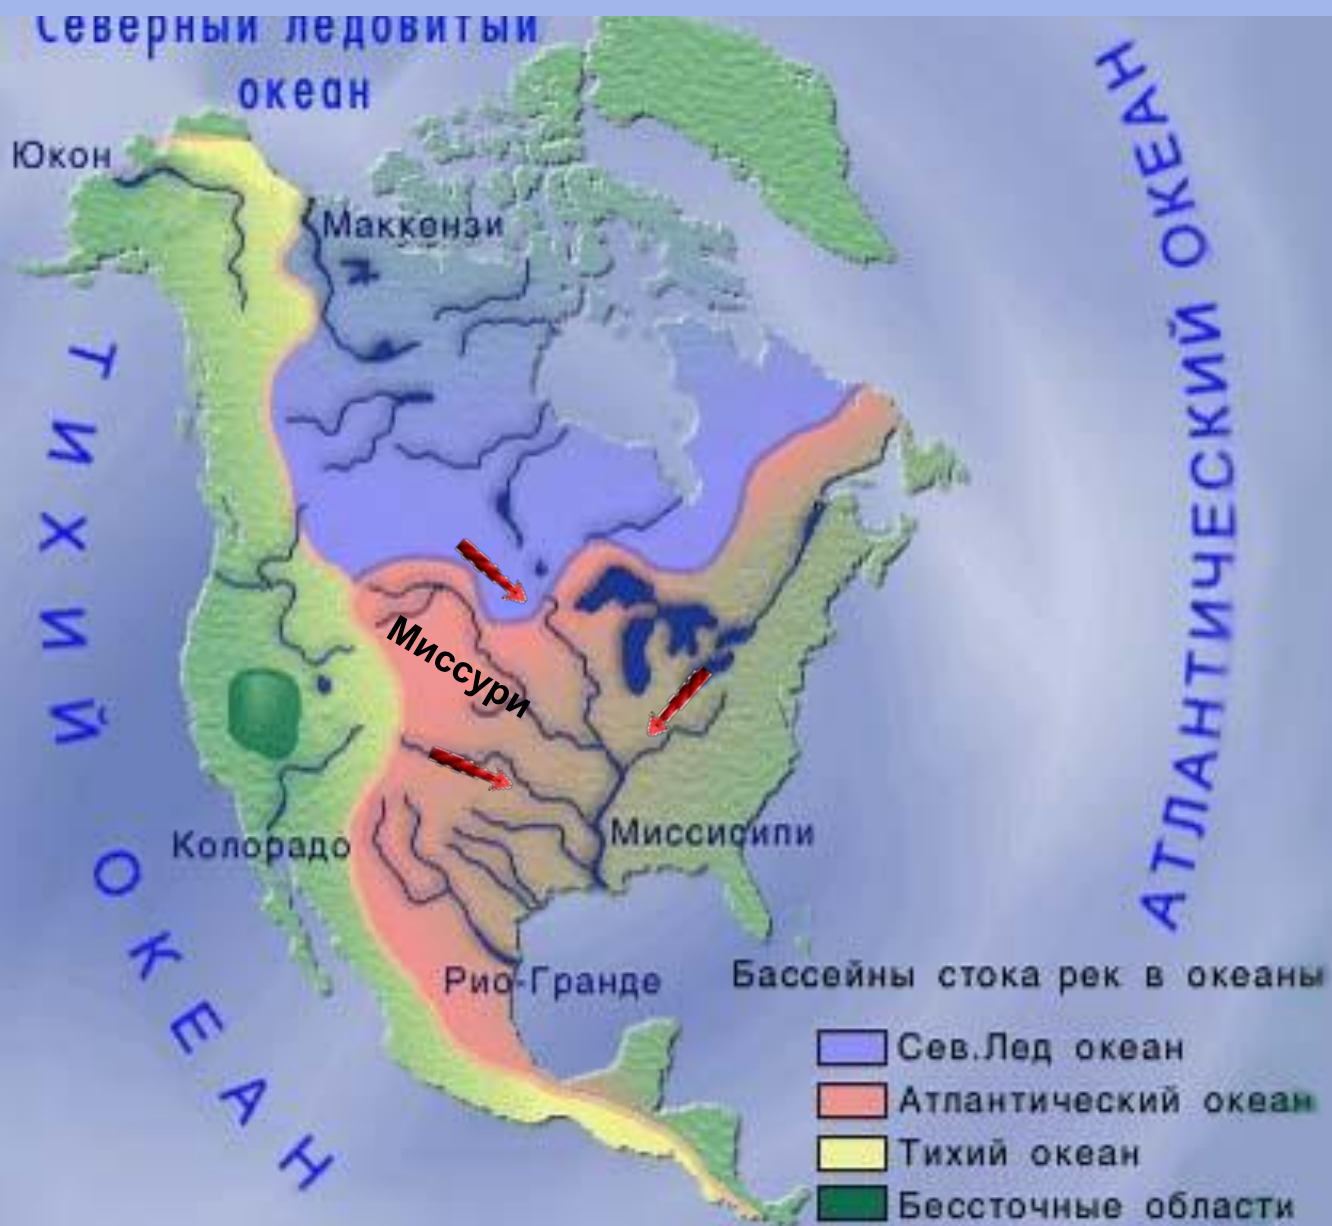 Северный ледовитый
океан
Юкон
Маккензи
ТИХИЙ ОКЕАН
АТЛАНТИЧЕСКИЙ ОКЕАН
Миссури
Миссисипи
Колорадо
Рио-Гранде
Бассейны стока рек в океаны
Сев.Лед океан
Атлантический океан
Тихий океан
Бессточные области